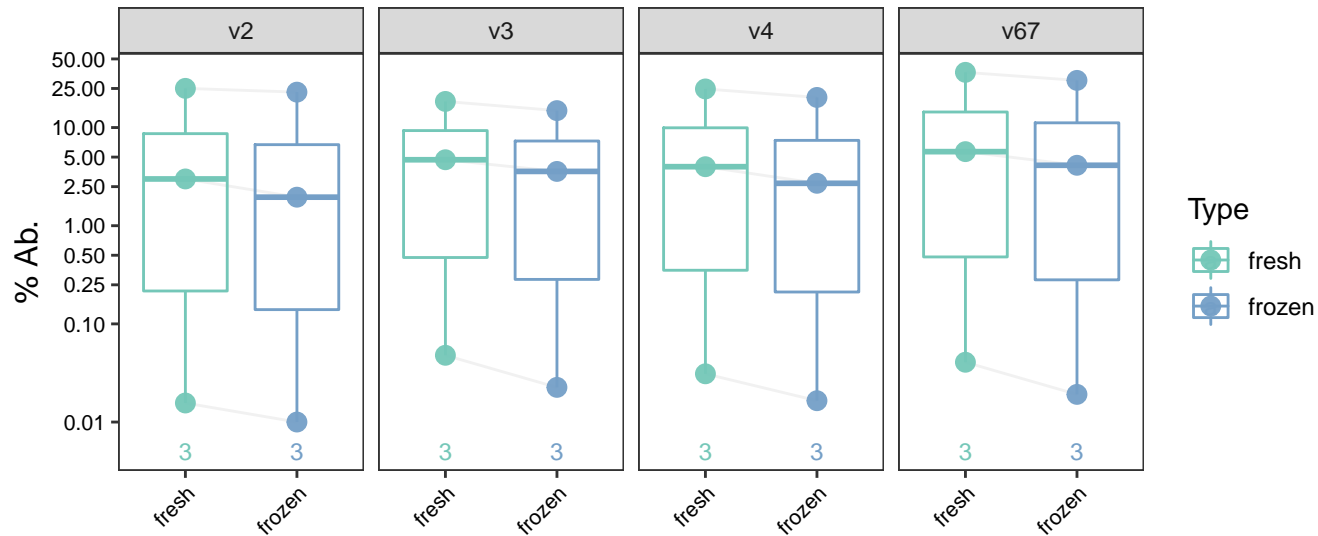 v2 v3 v4 v67
% Ab.
50.00
25.00
10.00
5.00
2.50
1.00
0.50
0.25
0.10
0.01
3 3 3 3 3 3 3 3
fresh frozen fresh frozen fresh frozen fresh frozen
Type
fresh
frozen